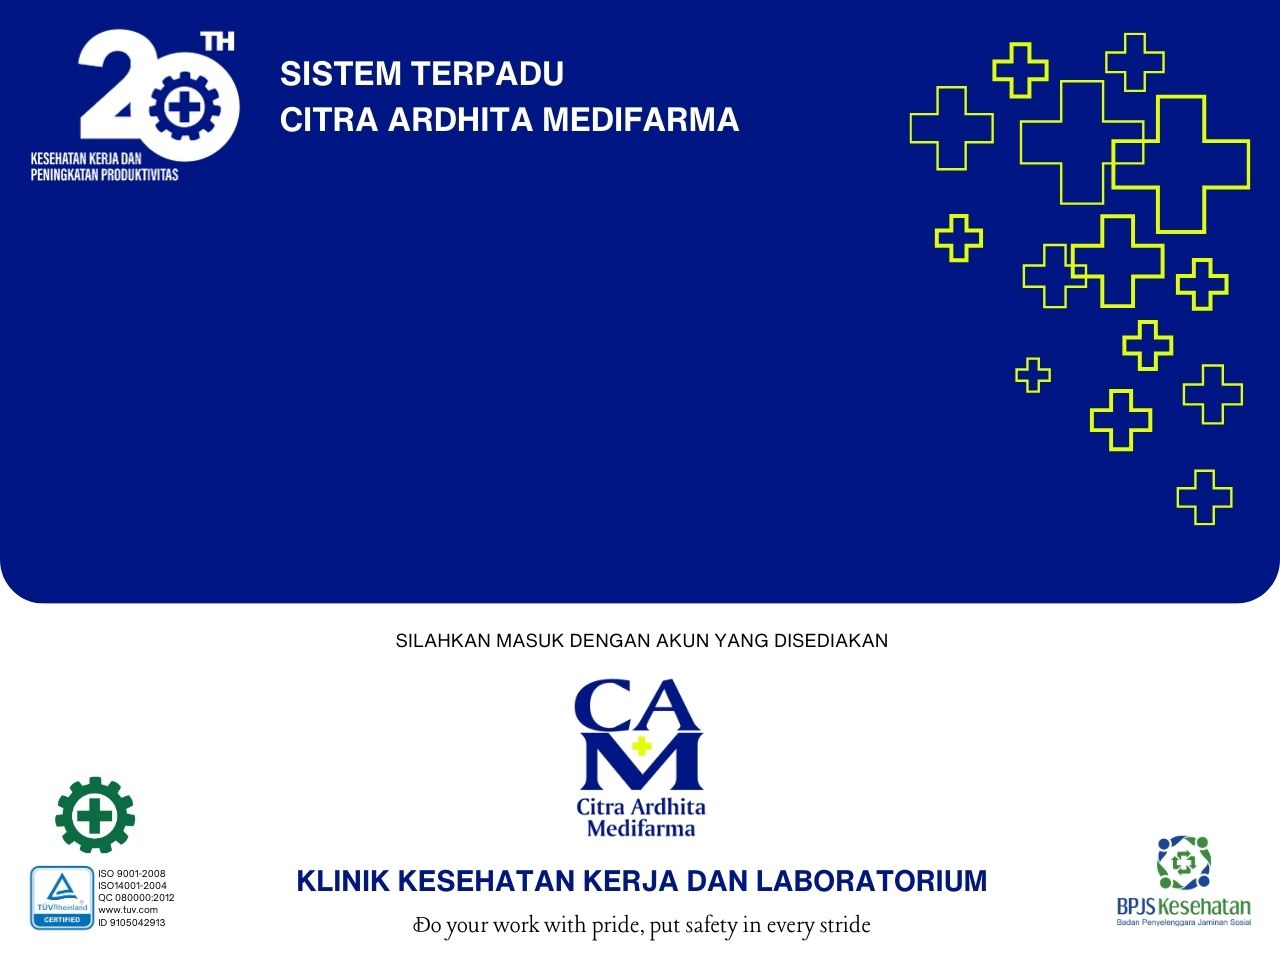 20TH
KESEHATAN KERJA DAN
PENINGKATAN PRODUKTIVITAS
SISTEM TERPADU
CITRA ARDHITA MEDIFARMA
SILAHKAN MASUK DENGAN AKUN YANG DISEDIAKAN
CAM
Citra Ardhita
Medifarma
TÜVRheinland
CERTIFIED
ISO 9001-2008
ISO14001-2004
QC 080000:2012
www.tuv.com
ID 9105042913
KLINIK KESEHATAN KERJA DAN LABORATORIUM
Do your work with pride, put safety in every stride
BPJS Kesehatan
Badan Penyelenggara Jaminan Sosial